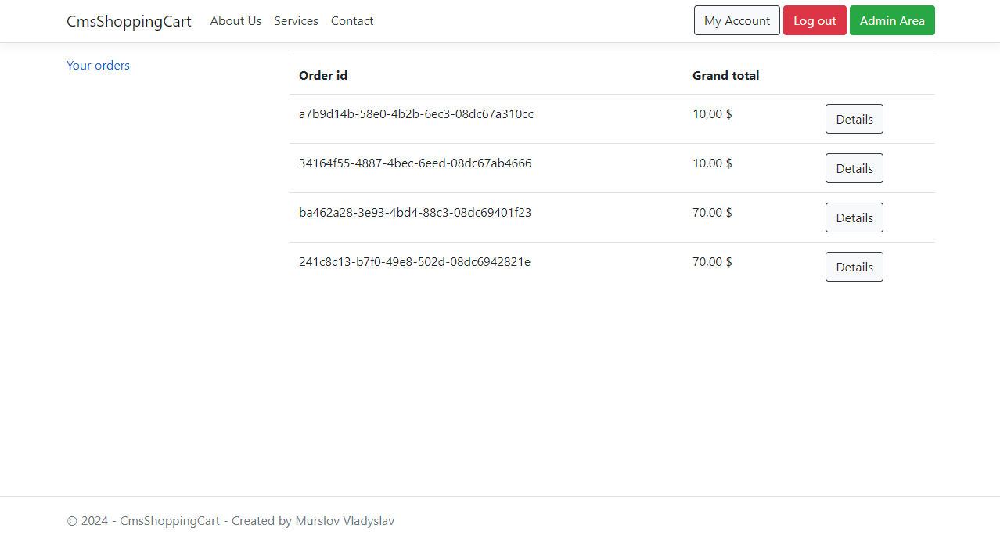 CmsShoppingCart About Us Services Contact My Account Log out Admin Area
Your orders
Order id Grand total
a7b9d14b-58e0-4b2b-6ec3-08dc67a310cc 10,00 $ Details
34164f55-4887-4bec-6eed-08dc67ab4666 10,00 $ Details
ba462a28-3e93-4bd4-88c3-08dc69401f23 70,00 $ Details
241c8c13-b7f0-49e8-502d-08dc6942821e 70,00 $ Details
© 2024 - CmsShoppingCart - Created by Murslov Vladyslav